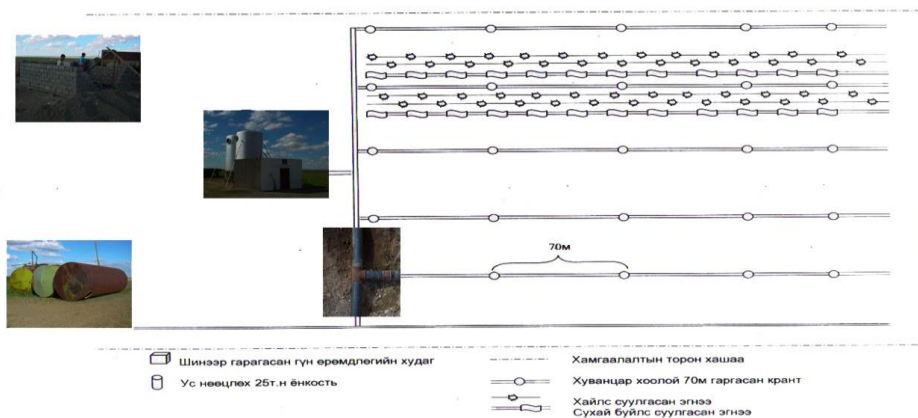 70м
Шинээр гарагасан гүн өрөмдлөгийн худаг
Ус нөөцлөх 25т.н ёнкость
Хамгаалалтын торон хашаа
Хуванцар хоолой 70м гаргасан крант
Хайлс суулгасан эгнээ
Сухай буйлс суулгасан эгнээ